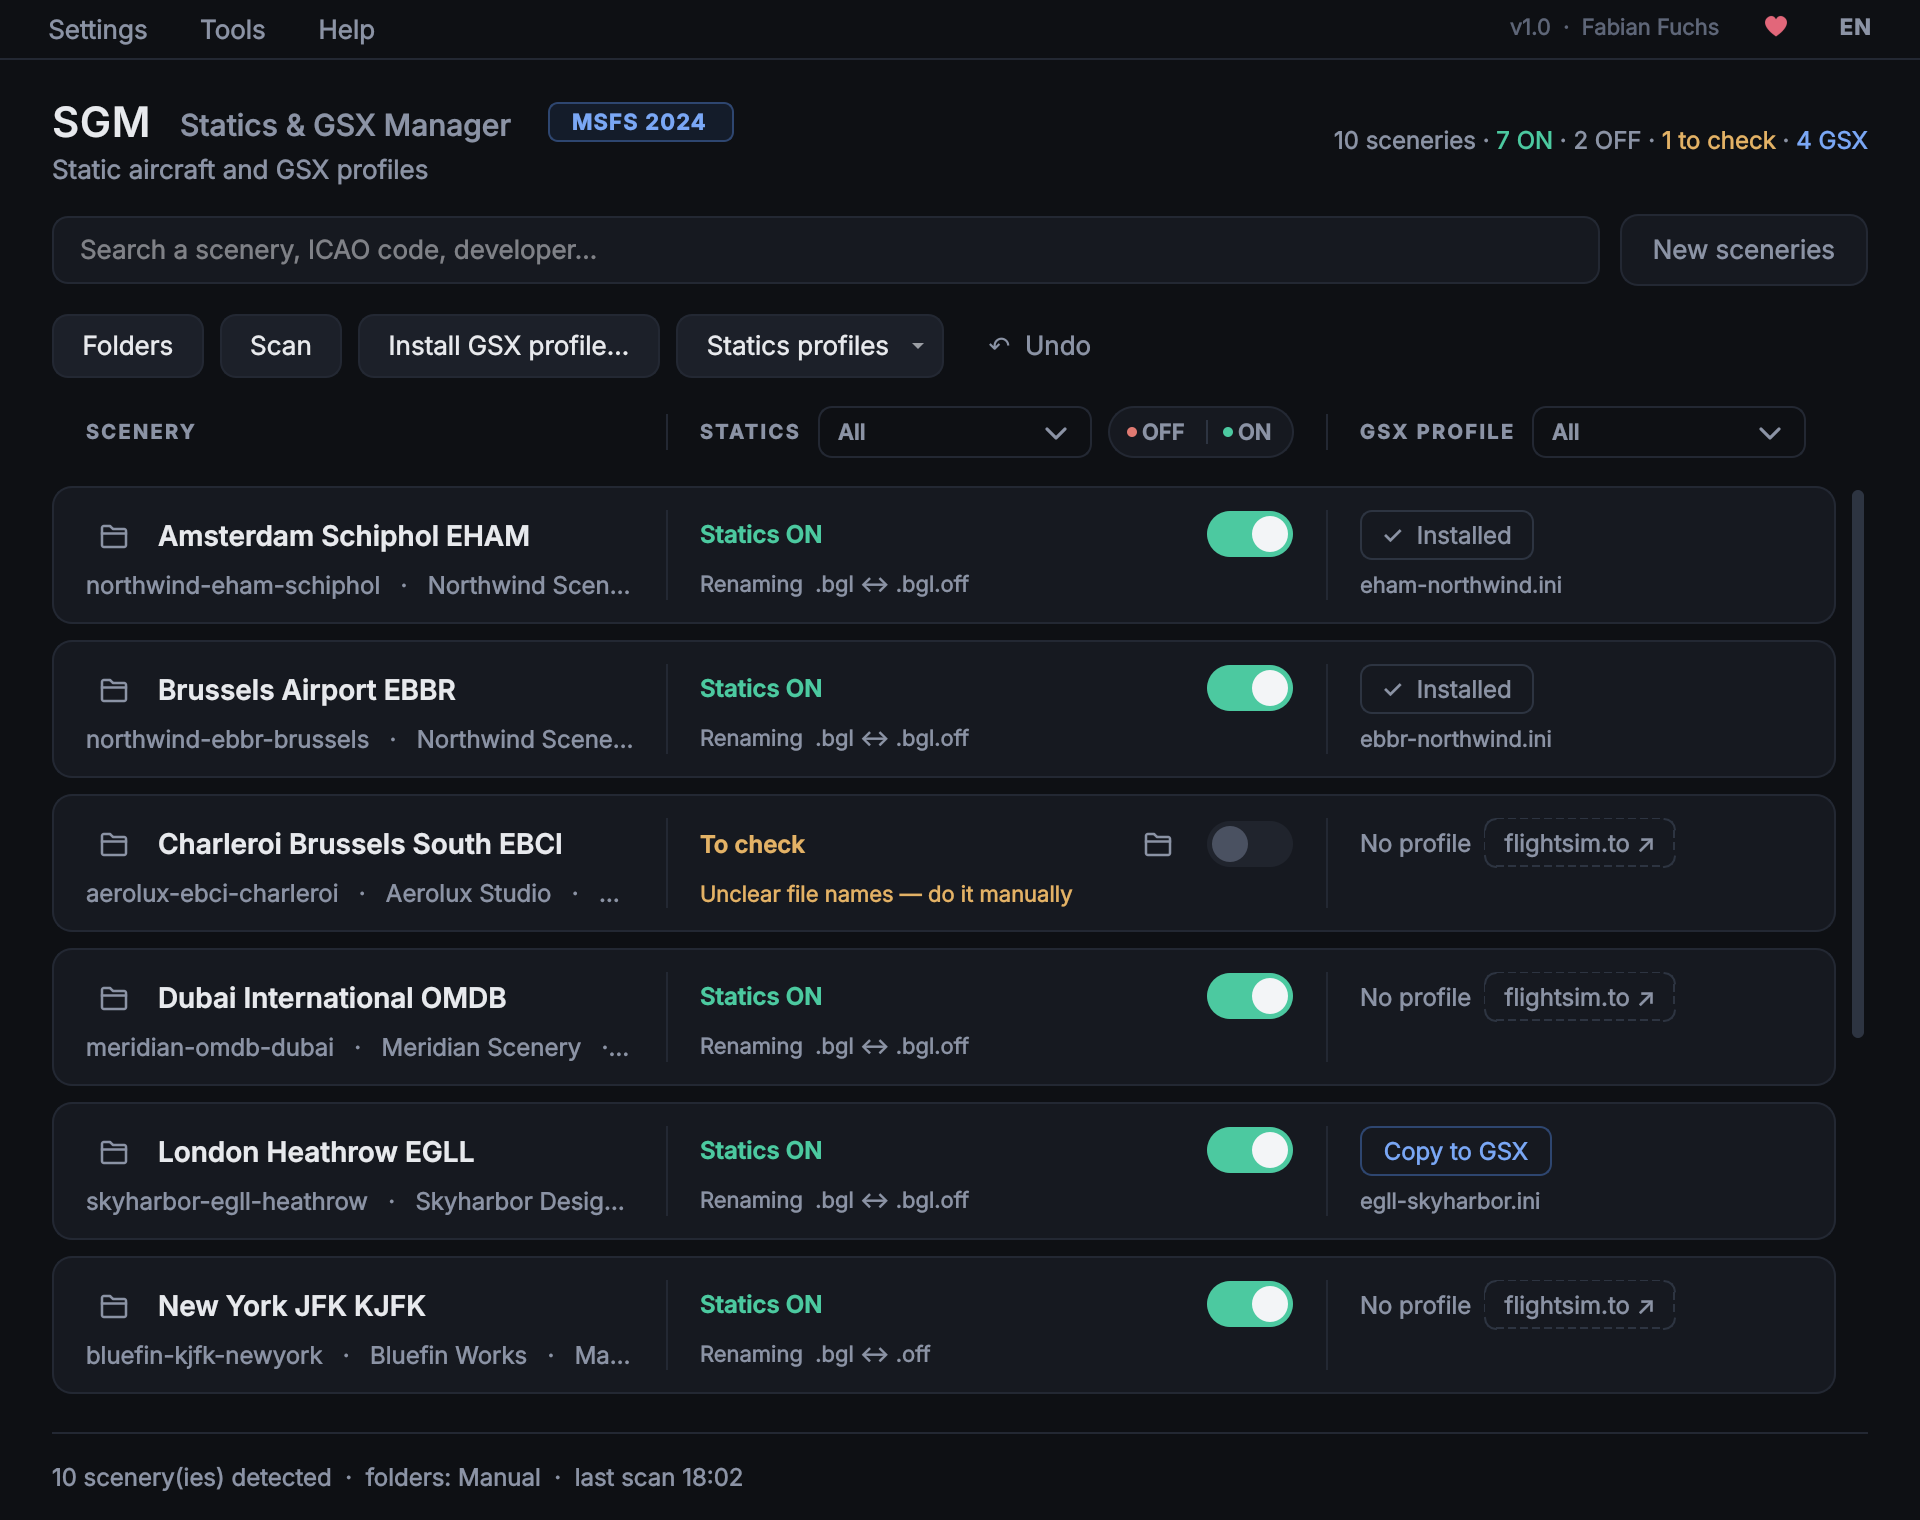 Settings Tools Help v1.0 · Fabian Fuchs EN
SGM Statics & GSX Manager MSFS 2024
Static aircraft and GSX profiles
10 sceneries · 7 ON · 2 OFF · 1 to check · 4 GSX
Search a scenery, ICAO code, developer... New sceneries
Folders Scan Install GSX profile... Statics profiles Undo
SCENERY STATICS All OFF ON GSX PROFILE All
Amsterdam Schiphol EHAM Statics ON ✓ Installed
northwind-eham-schiphol · Northwind Scen... Renaming .bgl ↔ .bgl.off eham-northwind.ini
Brussels Airport EBBR Statics ON ✓ Installed
northwind-ebbr-brussels · Northwind Scene... Renaming .bgl ↔ .bgl.off ebbr-northwind.ini
Charleroi Brussels South EBCI To check No profile flightsim.to ↗
aerolux-ebci-charleroi · Aerolux Studio · ... Unclear file names — do it manually
Dubai International OMDB Statics ON No profile flightsim.to ↗
meridian-omdb-dubai · Meridian Scenery ·... Renaming .bgl ↔ .bgl.off
London Heathrow EGLL Statics ON Copy to GSX
skyharbor-egll-heathrow · Skyharbor Desig... Renaming .bgl ↔ .bgl.off egll-skyharbor.ini
New York JFK KJFK Statics ON No profile flightsim.to ↗
bluefin-kjfk-newyork · Bluefin Works · Ma... Renaming .bgl ↔ .off
10 scenery(ies) detected · folders: Manual · last scan 18:02